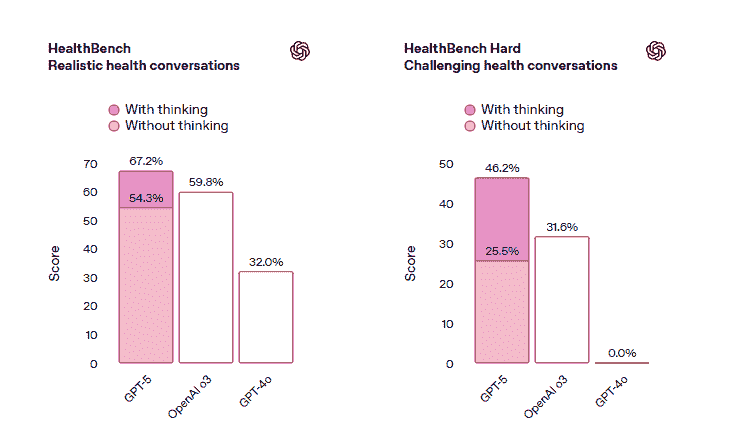 HealthBench
Realistic health conversations
With thinking
Without thinking
Score
70
60
50
40
30
20
10
0
67.2%
54.3%
59.8%
32.0%
GPT-5
OpenAI o3
GPT-4o
HealthBench Hard
Challenging health conversations
With thinking
Without thinking
Score
50
40
30
20
10
0
46.2%
25.5%
31.6%
0.0%
GPT-5
OpenAI o3
GPT-4o